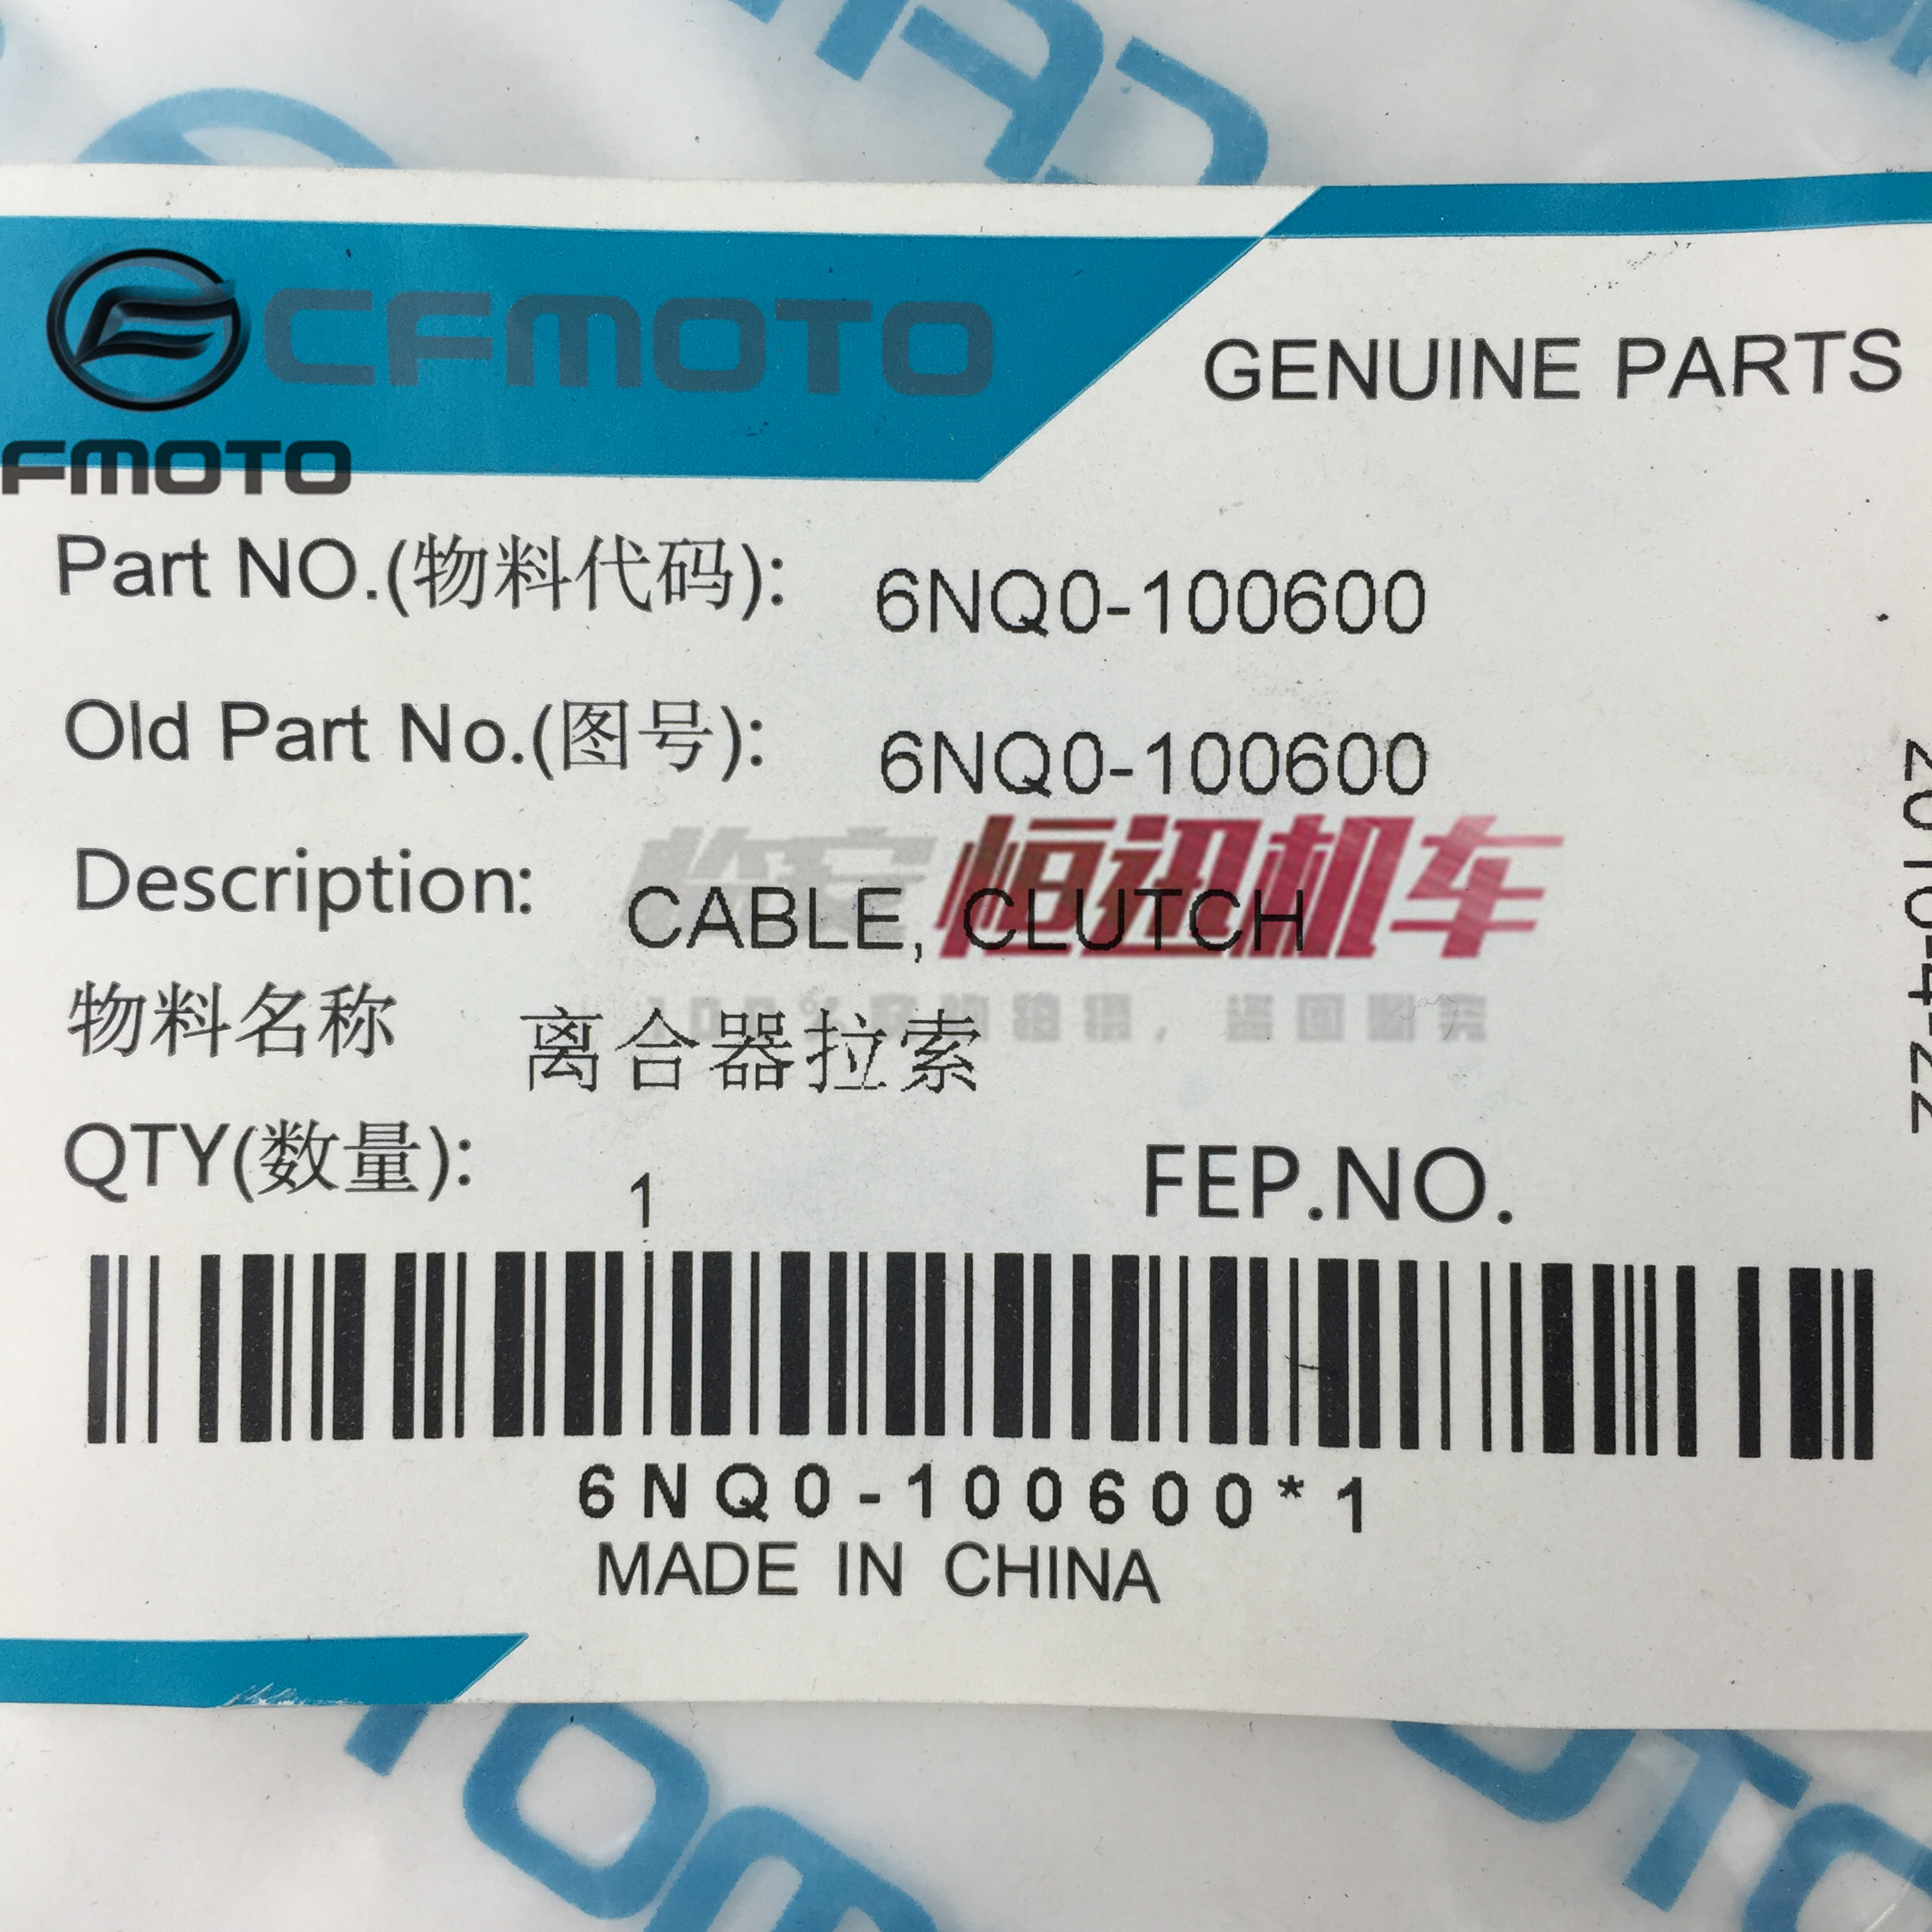 CFMOTO
GENUINE PARTS
FMOTO
Part NO.(物料代码): 6NQ0-100600
Old Part No.(图号): 6NQ0-100600
临安恒迅机车
Description: CABLE, CLUTCH
物料名称 离合器拉索
QTY(数量): 1 FEP.NO.
6NQ0-100600*1
MADE IN CHINA